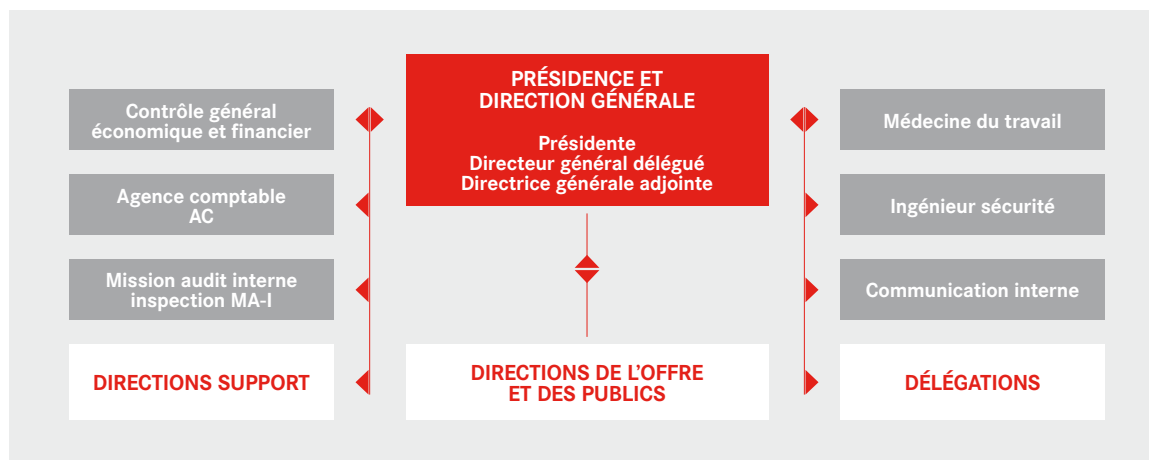 PRÉSIDENCE ET
DIRECTION GÉNÉRALE
Présidente
Directeur général délégué
Directrice générale adjointe
Contrôle général
économique et financier
Agence comptable
AC
Mission audit interne
inspection MA-I
DIRECTIONS SUPPORT
DIRECTIONS DE L’OFFRE
ET DES PUBLICS
Médecine du travail
Ingénieur sécurité
Communication interne
DÉLÉGATIONS